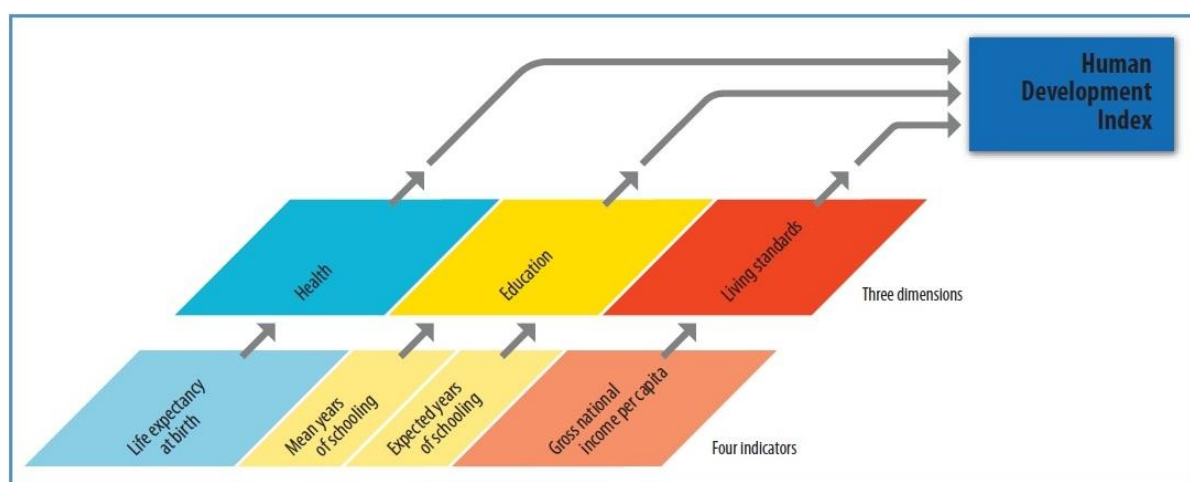 Human
Development
Index
Health
Education
Living standards
Three dimensions
Life expectancy
at birth
Mean years
of schooling
Expected years
of schooling
Gross national
income per capita
Four indicators